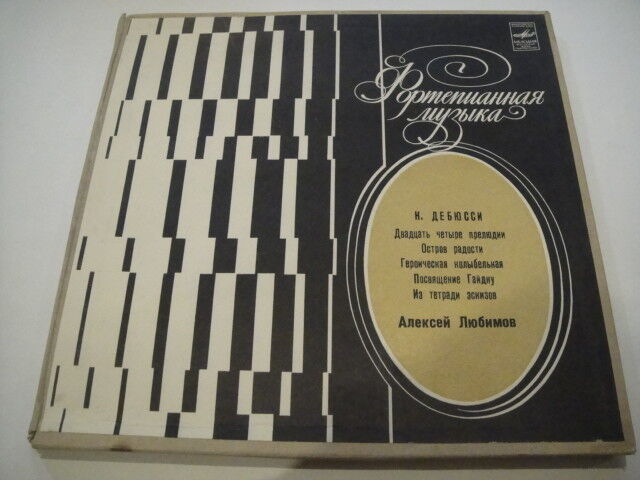 Фортепианная
музыка
К. ДЕБЮССИ
Двадцать четыре прелюдии
Остров радости
Героическая колыбельная
Посвящение Гайдну
Из тетради эскизов
Алексей Любимов